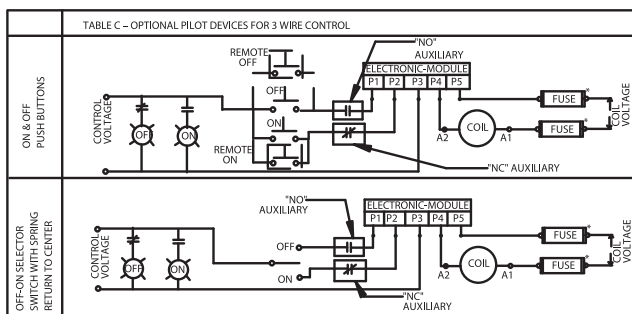 TABLE C – OPTIONAL PILOT DEVICES FOR 3 WIRE CONTROL
ON & OFF
PUSH BUTTONS
CONTROL
VOLTAGE
OFF
ON
REMOTE
OFF
OFF
ON
REMOTE
ON
"NO"
AUXILIARY
ELECTRONIC-MODULE
P1 P2 P3 P4 P5
"NC" AUXILIARY
A2
COIL
A1
FUSE
*
FUSE
*
COIL
VOLTAGE
OFF-ON SELECTOR
SWITCH WITH SPRING
RETURN TO CENTER
CONTROL
VOLTAGE
OFF
ON
"NO"
AUXILIARY
OFF
ON
ELECTRONIC-MODULE
P1 P2 P3 P4 P5
"NC"
AUXILIARY
A2
COIL
A1
FUSE
*
FUSE
*
COIL
VOLTAGE